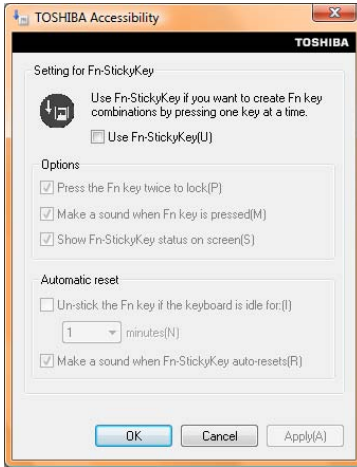 TOSHIBA Accessibility
TOSHIBA
Setting for Fn-StickyKey
Use Fn-StickyKey if you want to create Fn key
combinations by pressing one key at a time.
Use Fn-StickyKey(U)
Options
Press the Fn key twice to lock(P)
Make a sound when Fn key is pressed(M)
Show Fn-StickyKey status on screen(S)
Automatic reset
Un-stick the Fn key if the keyboard is idle for:(I)
1 minutes(N)
Make a sound when Fn-StickyKey auto-resets(R)
OK Cancel Apply(A)